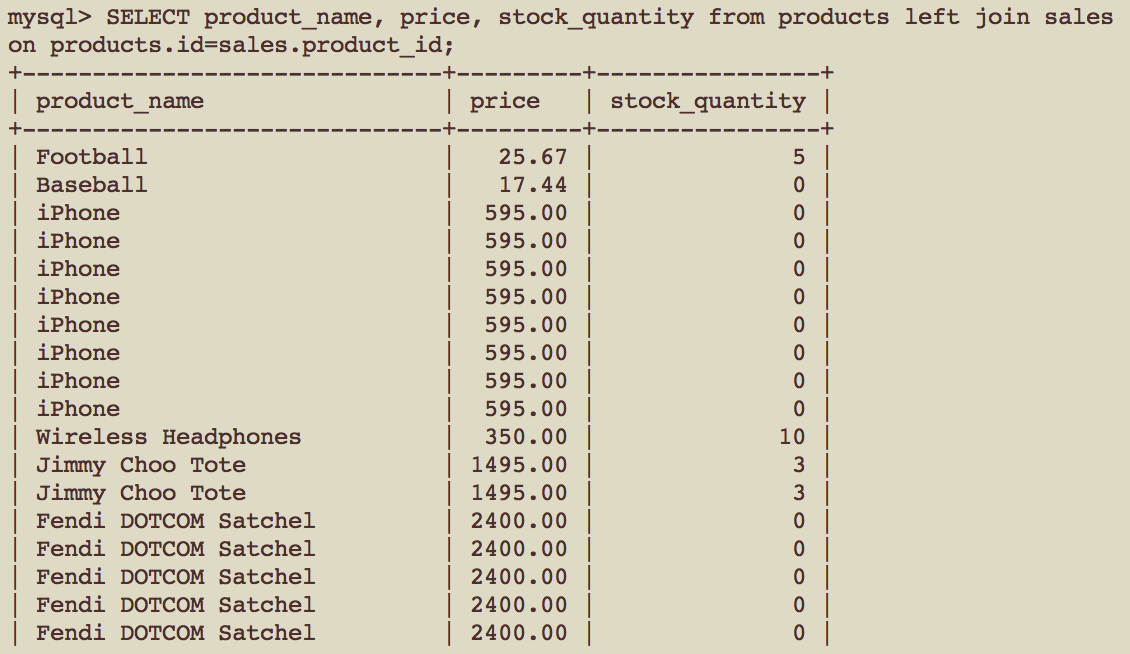 mysql> SELECT product_name, price, stock_quantity from products left join sales
on products.id=sales.product_id;
+------------------------------+---------+----------------+
| product_name                 | price   | stock_quantity |
+------------------------------+---------+----------------+
| Football                     |   25.67 |              5 |
| Baseball                     |   17.44 |              0 |
| iPhone                       |  595.00 |              0 |
| iPhone                       |  595.00 |              0 |
| iPhone                       |  595.00 |              0 |
| iPhone                       |  595.00 |              0 |
| iPhone                       |  595.00 |              0 |
| iPhone                       |  595.00 |              0 |
| iPhone                       |  595.00 |              0 |
| iPhone                       |  595.00 |              0 |
| Wireless Headphones          |  350.00 |             10 |
| Jimmy Choo Tote              | 1495.00 |              3 |
| Jimmy Choo Tote              | 1495.00 |              3 |
| Fendi DOTCOM Satchel         | 2400.00 |              0 |
| Fendi DOTCOM Satchel         | 2400.00 |              0 |
| Fendi DOTCOM Satchel         | 2400.00 |              0 |
| Fendi DOTCOM Satchel         | 2400.00 |              0 |
| Fendi DOTCOM Satchel         | 2400.00 |              0 |